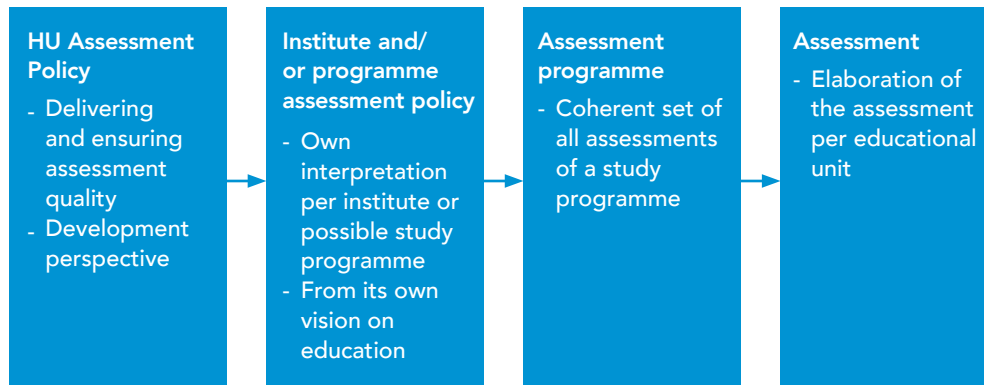 HU Assessment
Policy
- Delivering
and ensuring
assessment
quality
- Development
perspective
Institute and/
or programme
assessment policy
- Own
interpretation
per institute or
possible study
programme
- From its own
vision on
education
Assessment
programme
- Coherent set of
all assessments
of a study
programme
Assessment
- Elaboration of
the assessment
per educational
unit